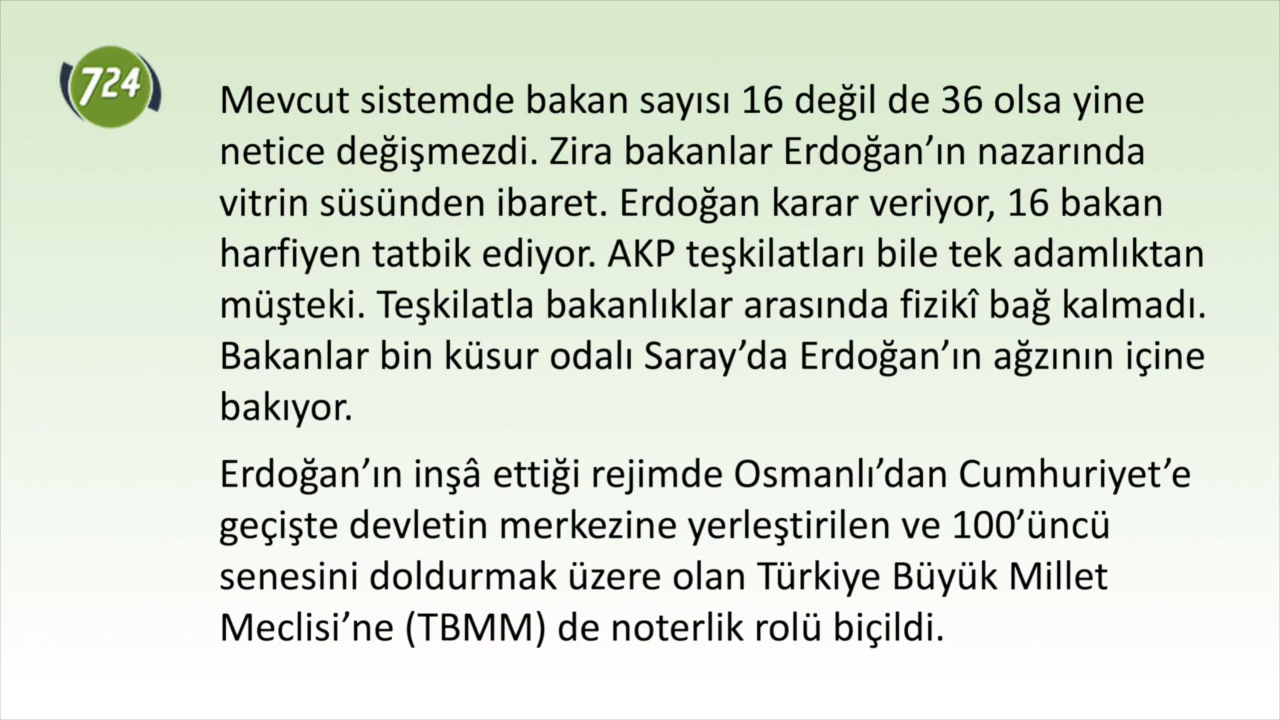 724
Mevcut sistemde bakan sayısı 16 değil de 36 olsa yine
netice değişmezdi. Zira bakanlar Erdoğan’ın nazarında
vitrin süsünden ibaret. Erdoğan karar veriyor, 16 bakan
harfiyen tatbik ediyor. AKP teşkilatları bile tek adamlıktan
müşteki. Teşkilatla bakanlıklar arasında fizikî bağ kalmadı.
Bakanlar bin küsur odalı Saray’da Erdoğan’ın ağzının içine
bakıyor.
Erdoğan’ın inşâ ettiği rejimde Osmanlı’dan Cumhuriyet’e
geçişte devletin merkezine yerleştirilen ve 100’üncü
senesini doldurmak üzere olan Türkiye Büyük Millet
Meclisi’ne (TBMM) de noterlik rolü biçildi.